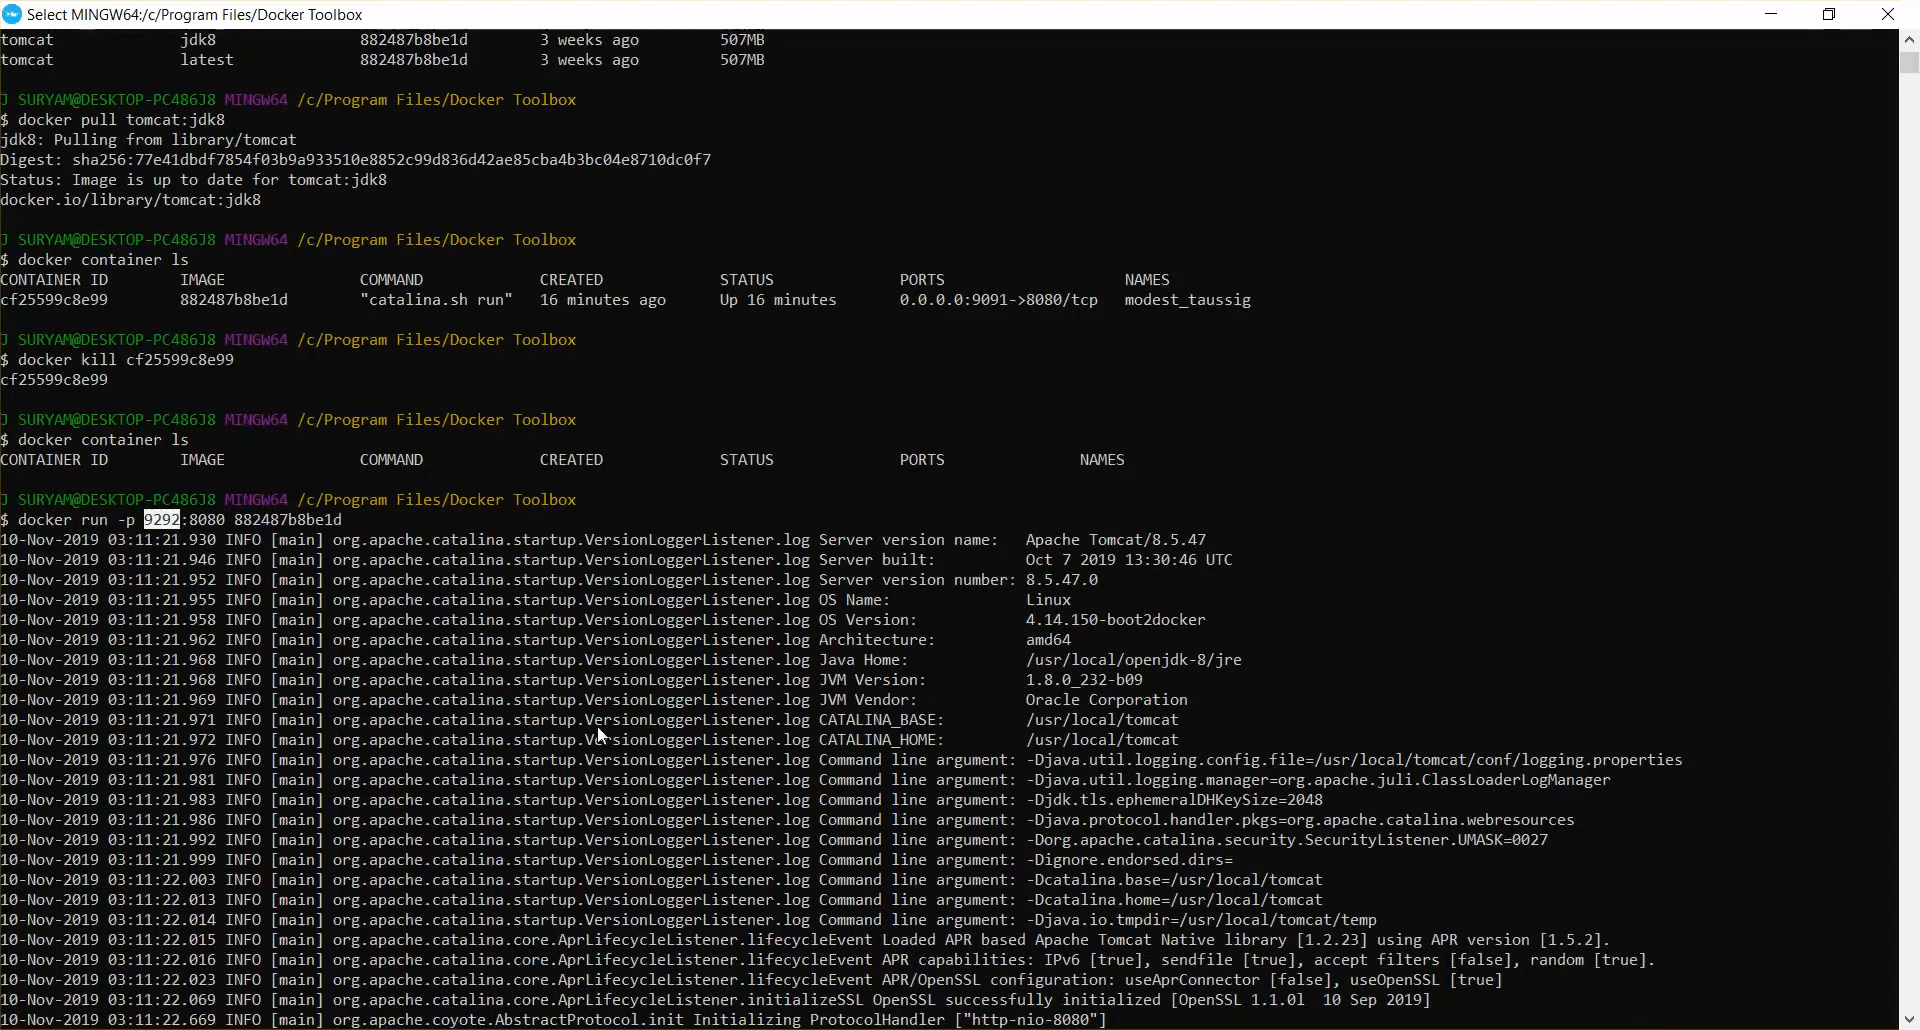 Select MINGW64:/c/Program Files/Docker Toolbox
tomcat jdk8 882487b8be1d 3 weeks ago 507MB
tomcat latest 882487b8be1d 3 weeks ago 507MB
J SURYAM@DESKTOP-PC486J8 MINGW64 /c/Program Files/Docker Toolbox
$ docker pull tomcat:jdk8
jdk8: Pulling from library/tomcat
Digest: sha256:77e41dbdf7854f03b9a933510e8852c99d836d42ae85cba4b3bc04e8710dc0f7
Status: Image is up to date for tomcat:jdk8
docker.io/library/tomcat:jdk8
J SURYAM@DESKTOP-PC486J8 MINGW64 /c/Program Files/Docker Toolbox
$ docker container ls
CONTAINER ID IMAGE COMMAND CREATED STATUS PORTS NAMES
cf25599c8e99 882487b8be1d "catalina.sh run" 16 minutes ago Up 16 minutes 0.0.0.0:9091->8080/tcp modest_taussig
J SURYAM@DESKTOP-PC486J8 MINGW64 /c/Program Files/Docker Toolbox
$ docker kill cf25599c8e99
cf25599c8e99
J SURYAM@DESKTOP-PC486J8 MINGW64 /c/Program Files/Docker Toolbox
$ docker container ls
CONTAINER ID IMAGE COMMAND CREATED STATUS PORTS NAMES
J SURYAM@DESKTOP-PC486J8 MINGW64 /c/Program Files/Docker Toolbox
$ docker run -p 9292:8080 882487b8be1d
10-Nov-2019 03:11:21.930 INFO [main] org.apache.catalina.startup.VersionLoggerListener.log Server version name: Apache Tomcat/8.5.47
10-Nov-2019 03:11:21.946 INFO [main] org.apache.catalina.startup.VersionLoggerListener.log Server built: Oct 7 2019 13:30:46 UTC
10-Nov-2019 03:11:21.952 INFO [main] org.apache.catalina.startup.VersionLoggerListener.log Server version number: 8.5.47.0
10-Nov-2019 03:11:21.955 INFO [main] org.apache.catalina.startup.VersionLoggerListener.log OS Name: Linux
10-Nov-2019 03:11:21.958 INFO [main] org.apache.catalina.startup.VersionLoggerListener.log OS Version: 4.14.150-boot2docker
10-Nov-2019 03:11:21.962 INFO [main] org.apache.catalina.startup.VersionLoggerListener.log Architecture: amd64
10-Nov-2019 03:11:21.968 INFO [main] org.apache.catalina.startup.VersionLoggerListener.log Java Home: /usr/local/openjdk-8/jre
10-Nov-2019 03:11:21.968 INFO [main] org.apache.catalina.startup.VersionLoggerListener.log JVM Version: 1.8.0_232-b09
10-Nov-2019 03:11:21.969 INFO [main] org.apache.catalina.startup.VersionLoggerListener.log JVM Vendor: Oracle Corporation
10-Nov-2019 03:11:21.971 INFO [main] org.apache.catalina.startup.VersionLoggerListener.log CATALINA_BASE: /usr/local/tomcat
10-Nov-2019 03:11:21.972 INFO [main] org.apache.catalina.startup.VersionLoggerListener.log CATALINA_HOME: /usr/local/tomcat
10-Nov-2019 03:11:21.976 INFO [main] org.apache.catalina.startup.VersionLoggerListener.log Command line argument: -Djava.util.logging.config.file=/usr/local/tomcat/conf/logging.properties
10-Nov-2019 03:11:21.981 INFO [main] org.apache.catalina.startup.VersionLoggerListener.log Command line argument: -Djava.util.logging.manager=org.apache.juli.ClassLoaderLogManager
10-Nov-2019 03:11:21.983 INFO [main] org.apache.catalina.startup.VersionLoggerListener.log Command line argument: -Djdk.tls.ephemeralDHKeySize=2048
10-Nov-2019 03:11:21.986 INFO [main] org.apache.catalina.startup.VersionLoggerListener.log Command line argument: -Djava.protocol.handler.pkgs=org.apache.catalina.webresources
10-Nov-2019 03:11:21.992 INFO [main] org.apache.catalina.startup.VersionLoggerListener.log Command line argument: -Dorg.apache.catalina.security.SecurityListener.UMASK=0027
10-Nov-2019 03:11:21.999 INFO [main] org.apache.catalina.startup.VersionLoggerListener.log Command line argument: -Dignore.endorsed.dirs=
10-Nov-2019 03:11:22.003 INFO [main] org.apache.catalina.startup.VersionLoggerListener.log Command line argument: -Dcatalina.base=/usr/local/tomcat
10-Nov-2019 03:11:22.013 INFO [main] org.apache.catalina.startup.VersionLoggerListener.log Command line argument: -Dcatalina.home=/usr/local/tomcat
10-Nov-2019 03:11:22.014 INFO [main] org.apache.catalina.startup.VersionLoggerListener.log Command line argument: -Djava.io.tmpdir=/usr/local/tomcat/temp
10-Nov-2019 03:11:22.015 INFO [main] org.apache.catalina.core.AprLifecycleListener.lifecycleEvent Loaded APR based Apache Tomcat Native library [1.2.23] using APR version [1.5.2].
10-Nov-2019 03:11:22.016 INFO [main] org.apache.catalina.core.AprLifecycleListener.lifecycleEvent APR capabilities: IPv6 [true], sendfile [true], accept filters [false], random [true].
10-Nov-2019 03:11:22.023 INFO [main] org.apache.catalina.core.AprLifecycleListener.lifecycleEvent APR/OpenSSL configuration: useAprConnector [false], useOpenSSL [true]
10-Nov-2019 03:11:22.069 INFO [main] org.apache.catalina.core.AprLifecycleListener.initializeSSL OpenSSL successfully initialized [OpenSSL 1.1.0l 10 Sep 2019]
10-Nov-2019 03:11:22.669 INFO [main] org.apache.coyote.AbstractProtocol.init Initializing ProtocolHandler ["http-nio-8080"]